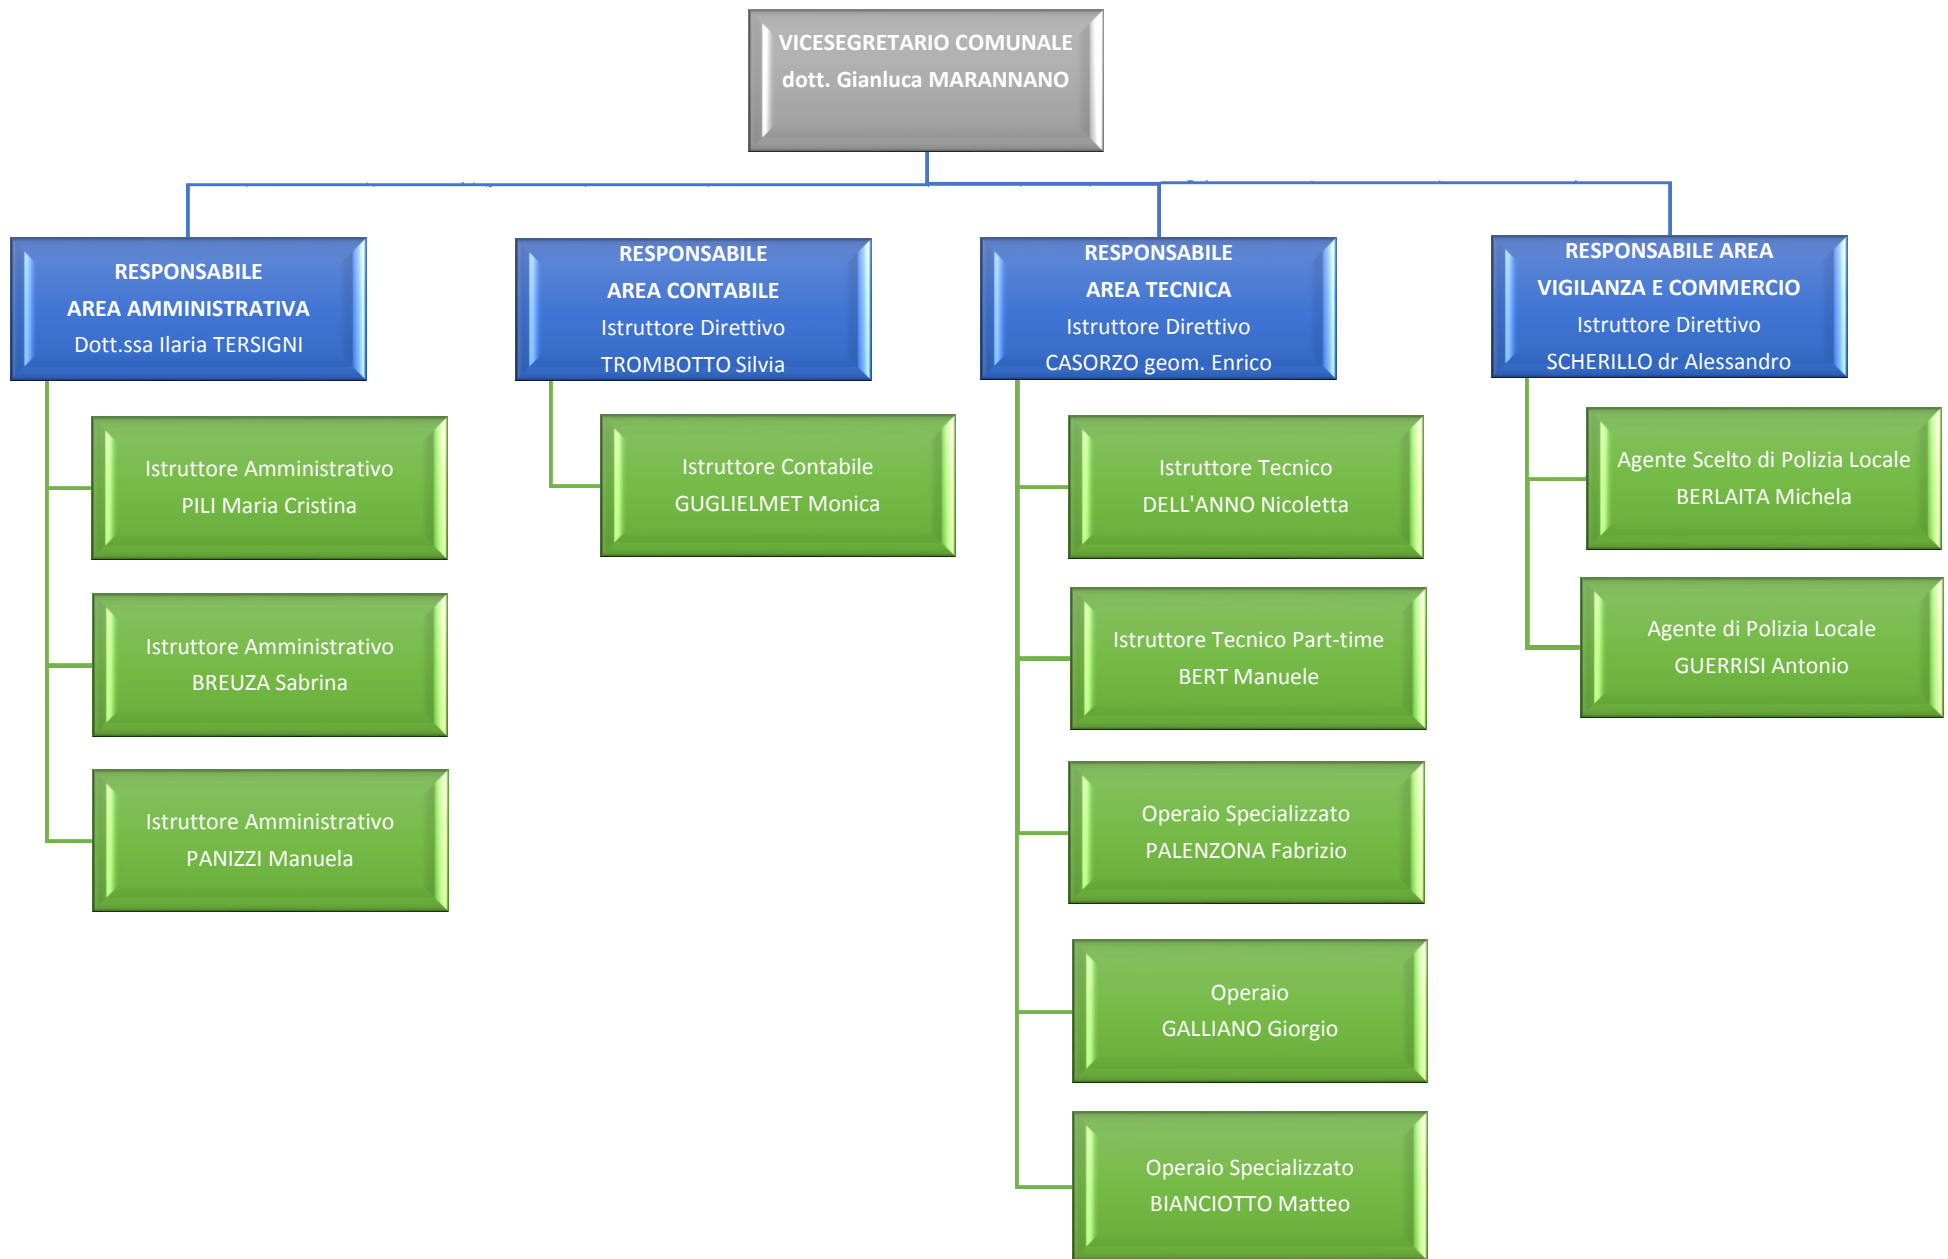 VICESEGRETARIO COMUNALE
dott. Gianluca MARANNANO
RESPONSABILE
AREA AMMINISTRATIVA
Dott.ssa Ilaria TERSIGNI
Istruttore Amministrativo
PILI Maria Cristina
Istruttore Amministrativo
BREUZA Sabrina
Istruttore Amministrativo
PANIZZI Manuela
RESPONSABILE
AREA CONTABILE
Istruttore Direttivo
TROMBOTTO Silvia
Istruttore Contabile
GUGLIELMET Monica
RESPONSABILE
AREA TECNICA
Istruttore Direttivo
CASORZO geom. Enrico
Istruttore Tecnico
DELL'ANNO Nicoletta
Istruttore Tecnico Part-time
BERT Manuele
Operaio Specializzato
PALENZONA Fabrizio
Operaio
GALLIANO Giorgio
Operaio Specializzato
BIANCIOTTO Matteo
RESPONSABILE AREA
VIGILANZA E COMMERCIO
Istruttore Direttivo
SCHERILLO dr Alessandro
Agente Scelto di Polizia Locale
BERLAITA Michela
Agente di Polizia Locale
GUERRISI Antonio